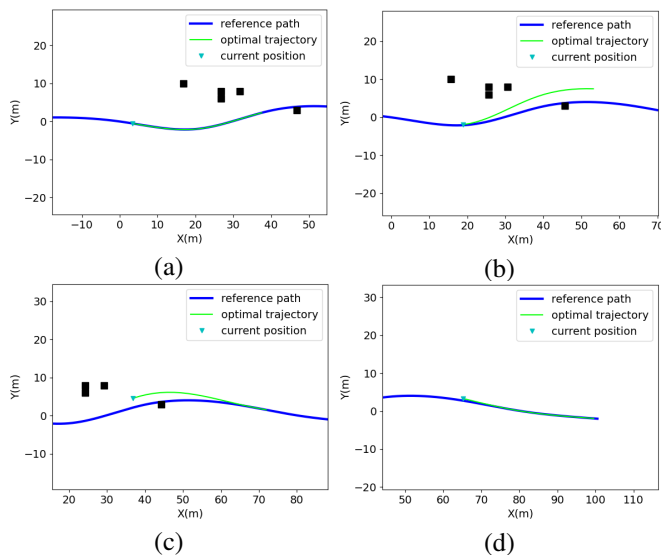 reference path
optimal trajectory
current position
20
10
0
−10
−20
Y(m)
−10 0 10 20 30 40 50
X(m)
(a)
reference path
optimal trajectory
current position
20
10
0
−10
−20
Y(m)
0 10 20 30 40 50 60 70
X(m)
(b)
reference path
optimal trajectory
current position
30
20
10
0
−10
Y(m)
20 30 40 50 60 70 80
X(m)
(c)
reference path
optimal trajectory
current position
30
20
10
0
−10
−20
Y(m)
50 60 70 80 90 100 110
X(m)
(d)